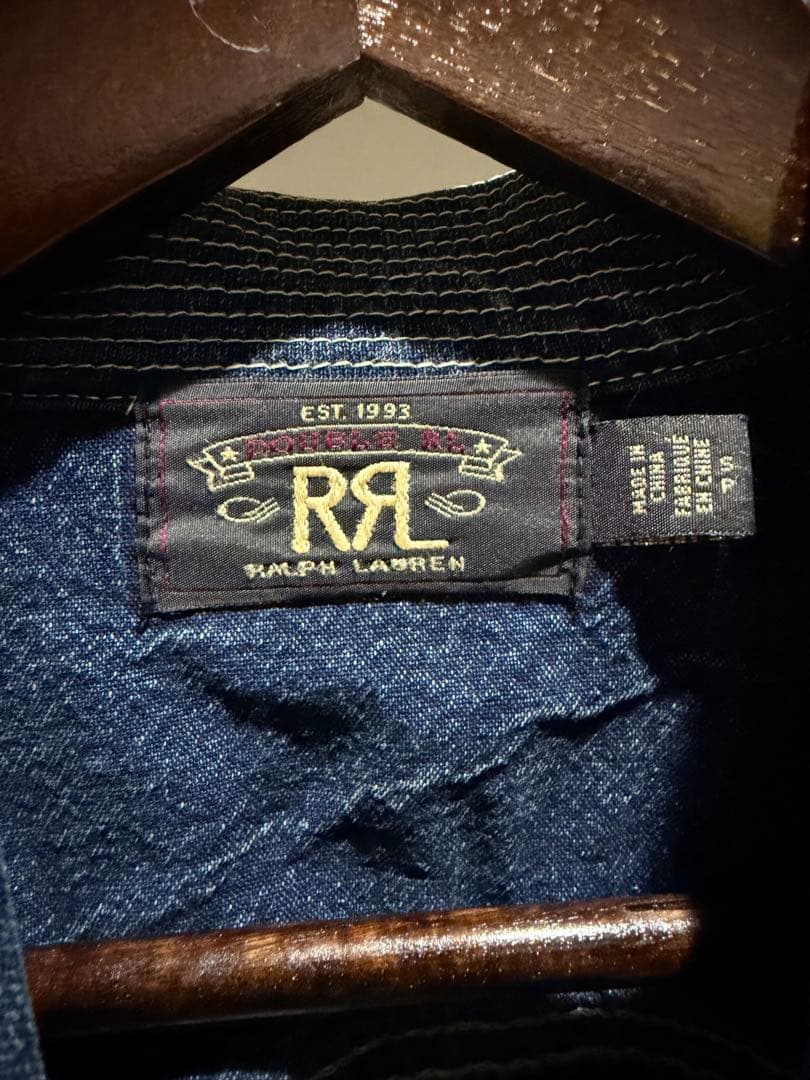 EST. 1993
DOUBLE RL
RRL
RALPH LAUREN
MADE IN
CHINA
FABRIQUÉ
EN CHINE